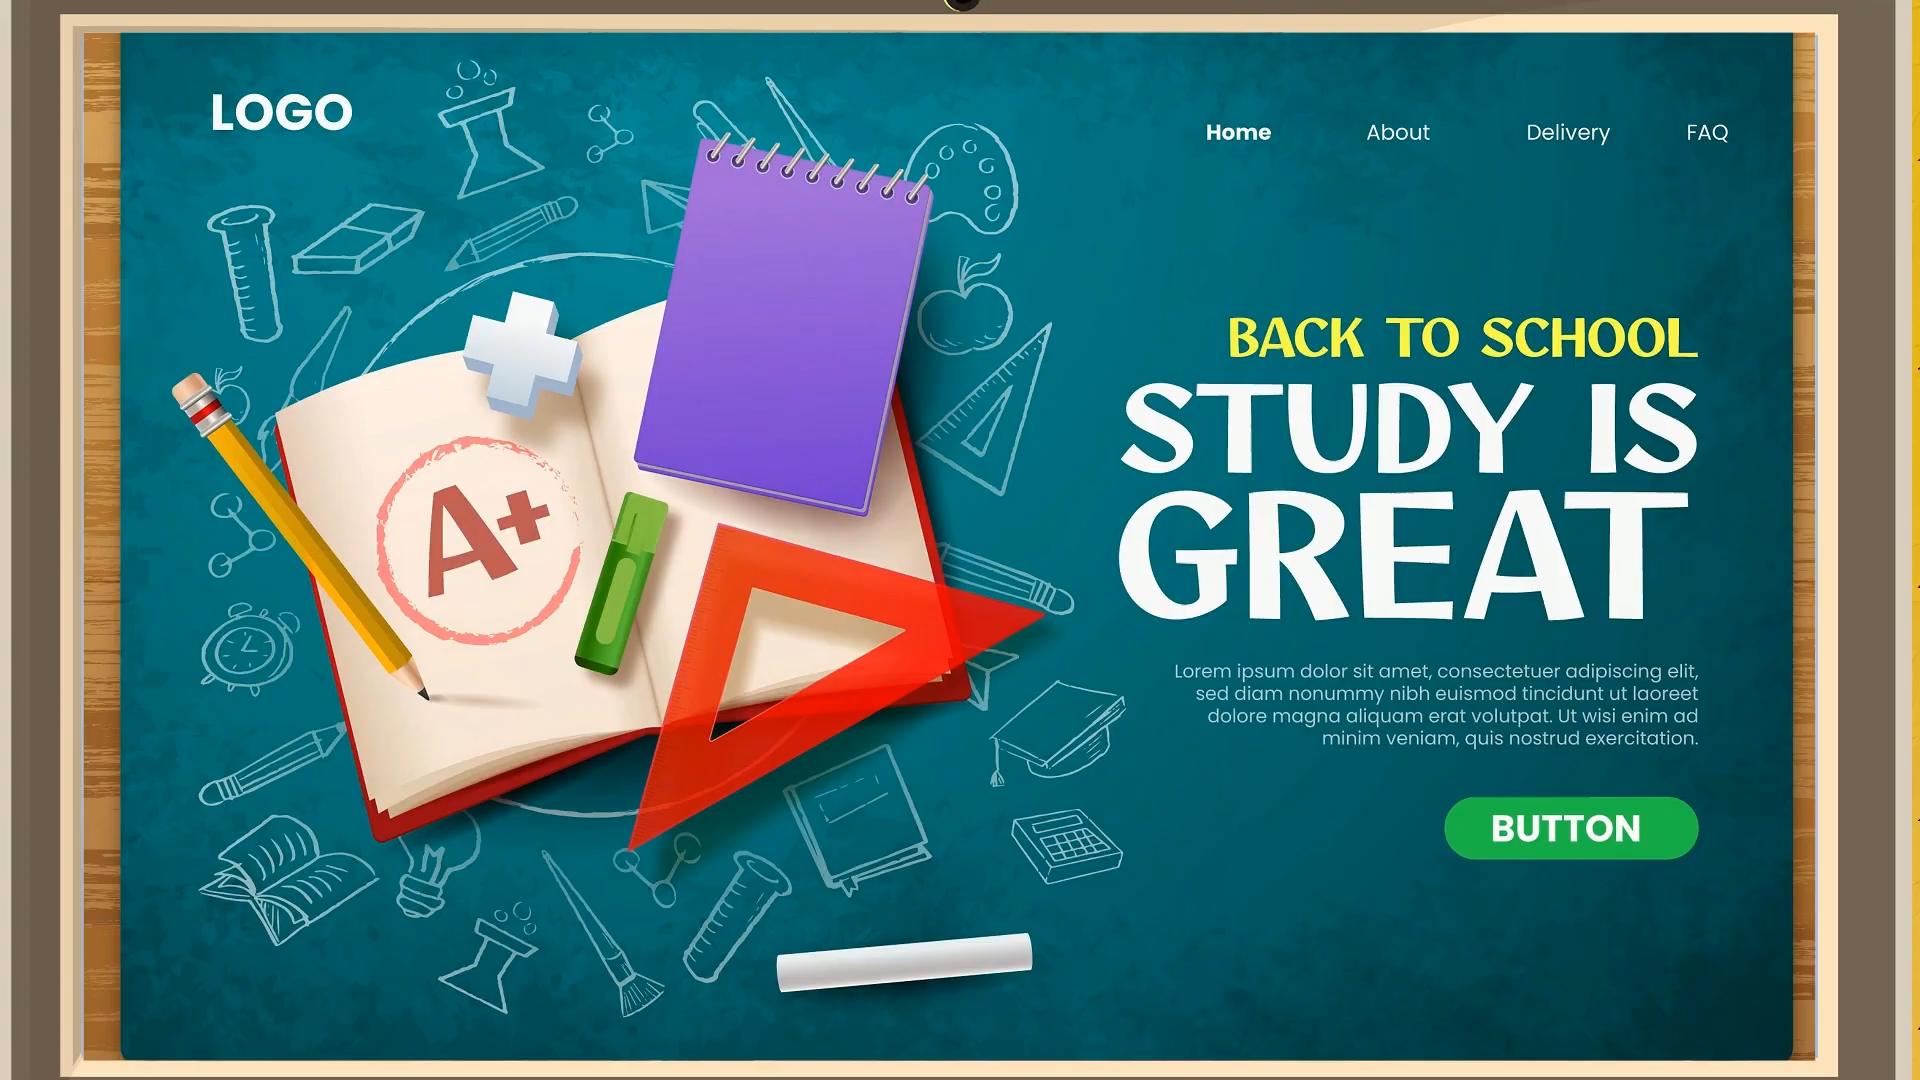 LOGO
Home About Delivery FAQ
BACK TO SCHOOL
STUDY IS
GREAT
A+
Lorem ipsum dolor sit amet, consectetuer adipiscing elit,
sed diam nonummy nibh euismod tincidunt ut laoreet
dolore magna aliquam erat volutpat. Ut wisi enim ad
minim veniam, quis nostrud exercitation.
BUTTON